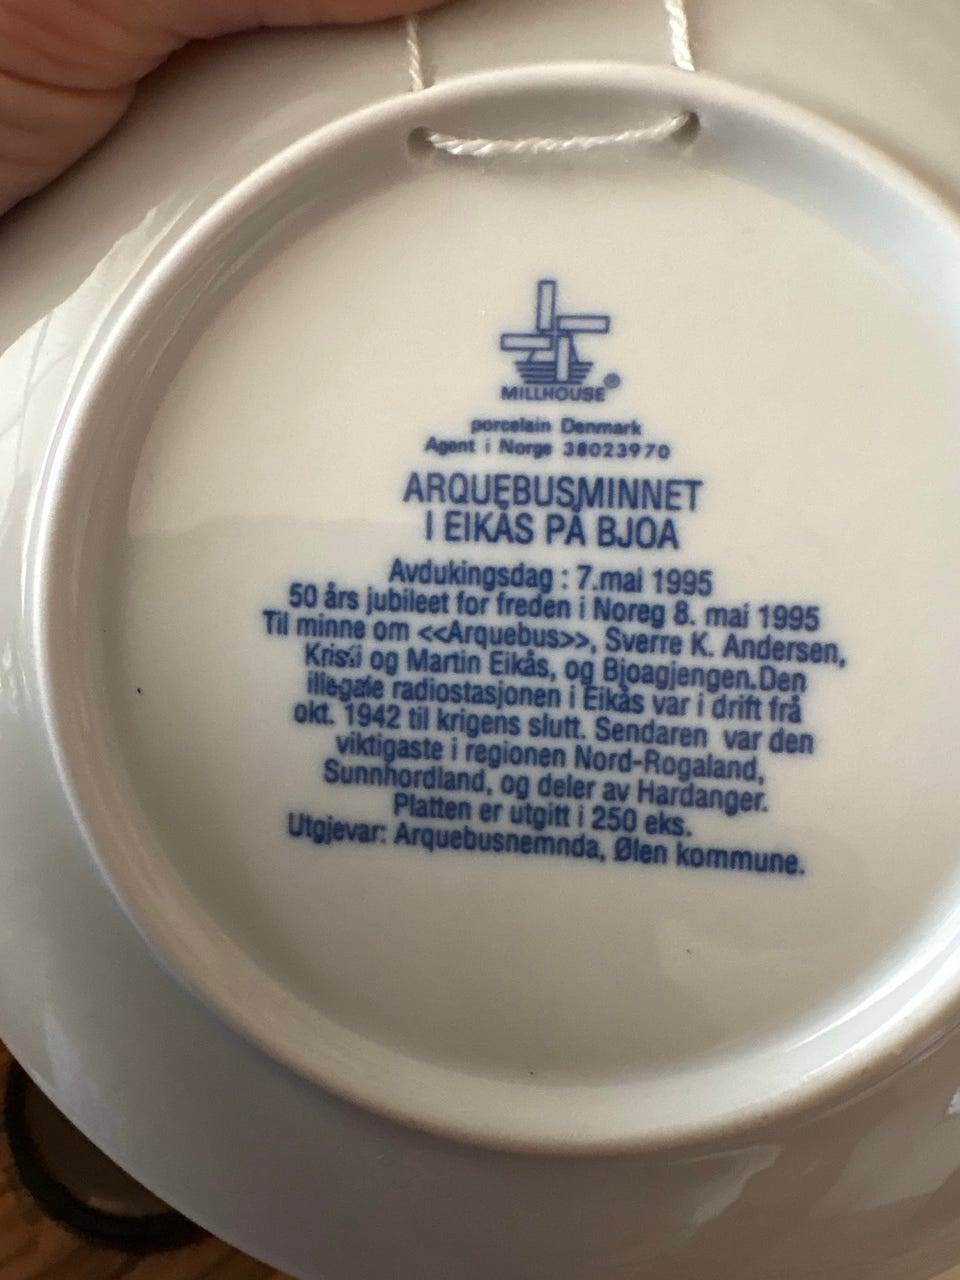 MILLHOUSE®
porcelain Denmark
Agent i Norge 38023970
ARQUEBUSMINNET
I EIKÅS PÅ BJOA
Avdukingsdag : 7.mai 1995
50 års jubileet for freden i Noreg 8. mai 1995
Til minne om <<Arquebus>>, Sverre K. Andersen,
Kristi og Martin Eikås, og Bjoagjengen.Den
illegale radiostasjonen i Eikås var i drift frå
okt. 1942 til krigens slutt. Sendaren var den
viktigaste i regionen Nord-Rogaland,
Sunnhordland, og deler av Hardanger.
Platten er utgitt i 250 eks.
Utgjevar: Arquebusnemnda, Ølen kommune.